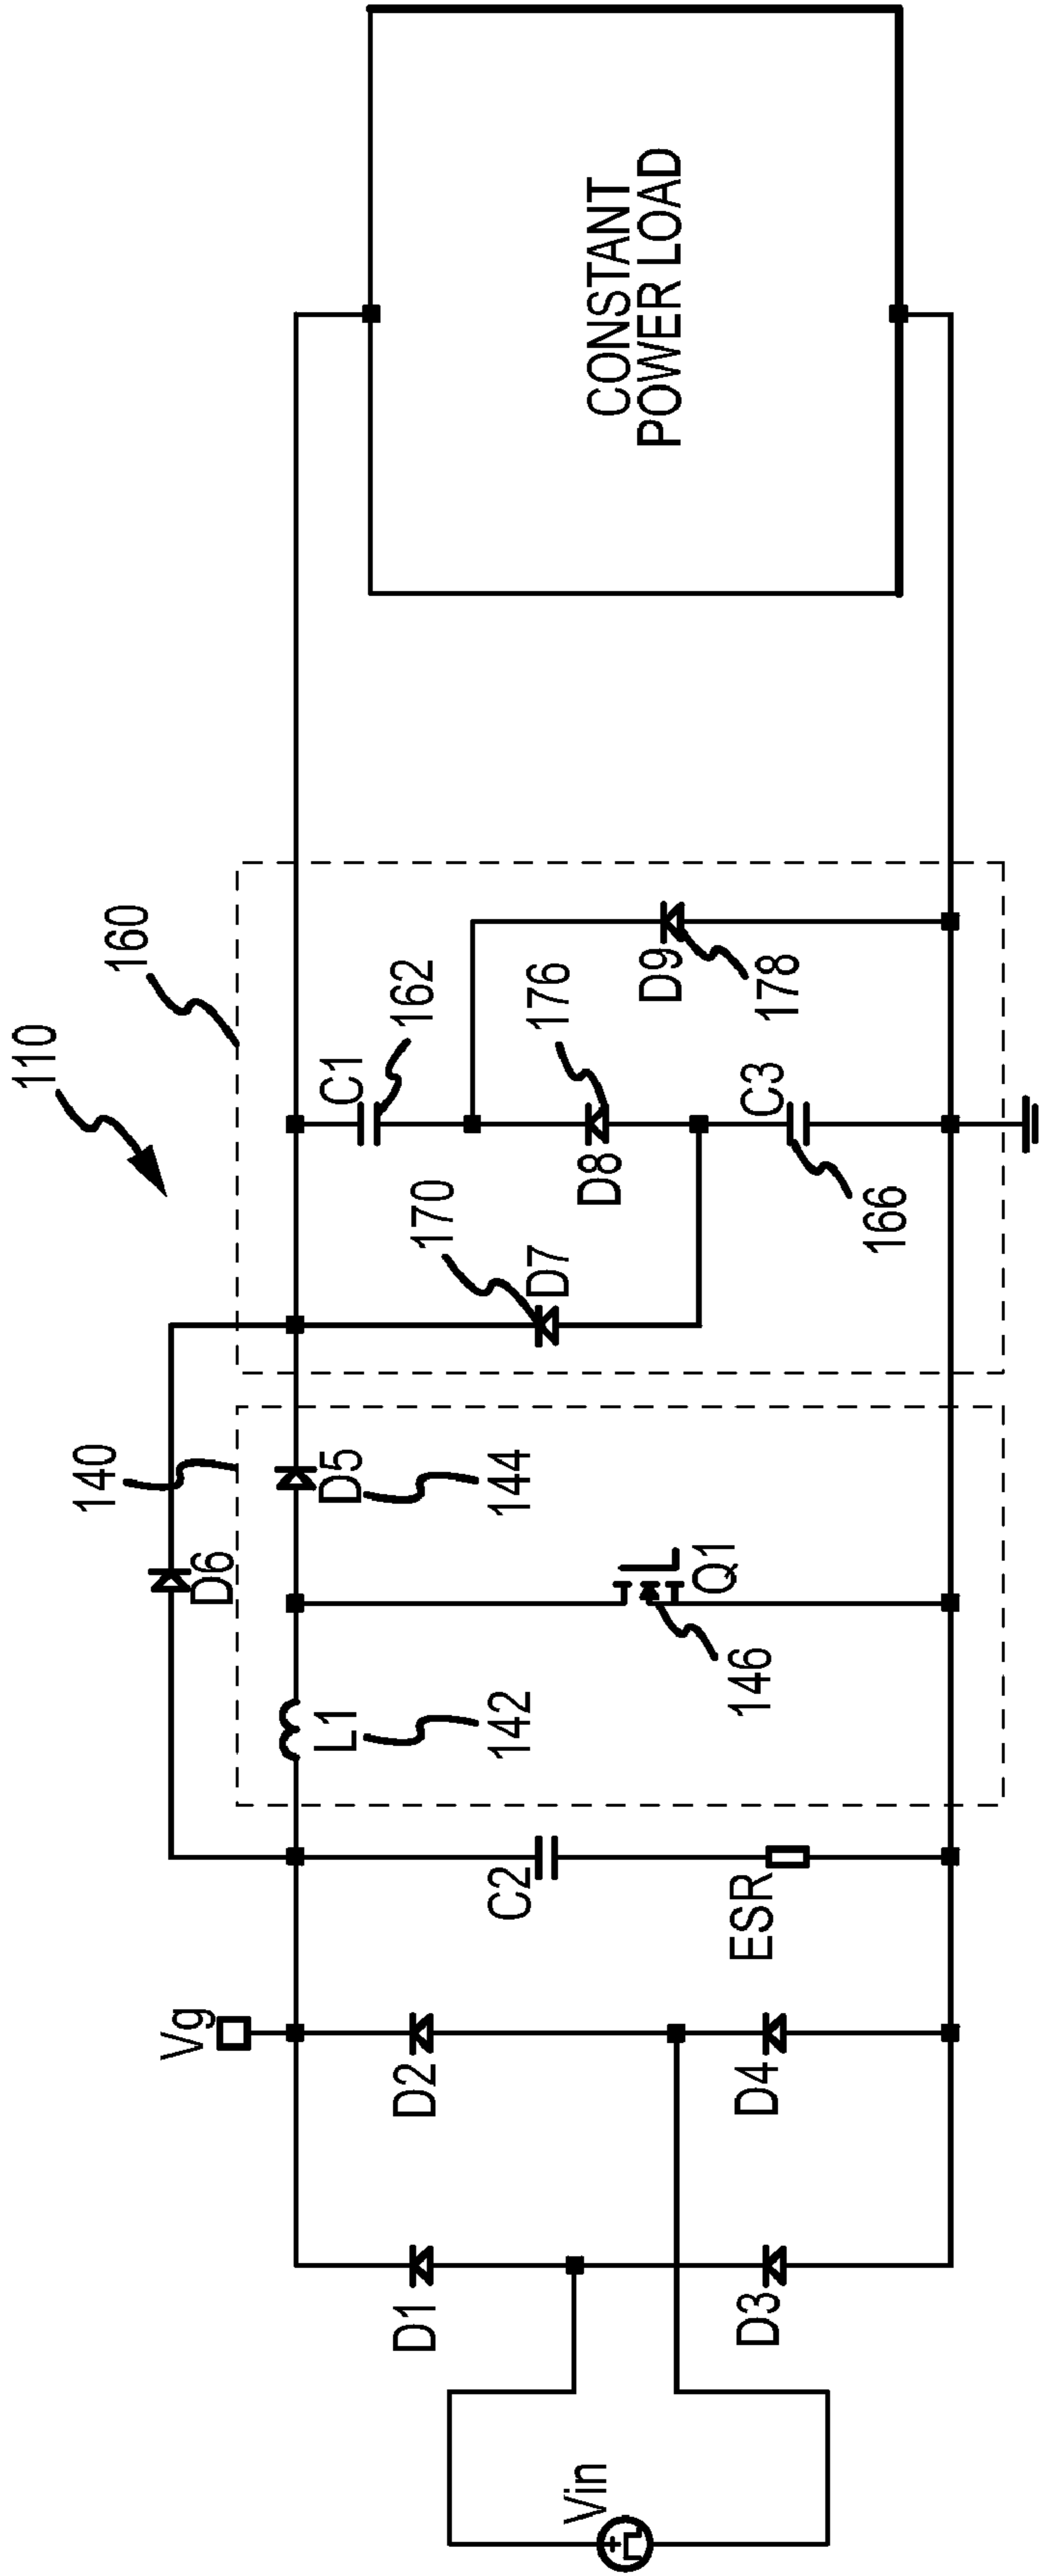 110
140
160
D6
Vg
L1
142
D5
144
170
D7
C1
162
D8
176
D9
178
C3
166
Q1
146
C2
ESR
D1
D2
D3
D4
Vin
+
CONSTANT
POWER LOAD